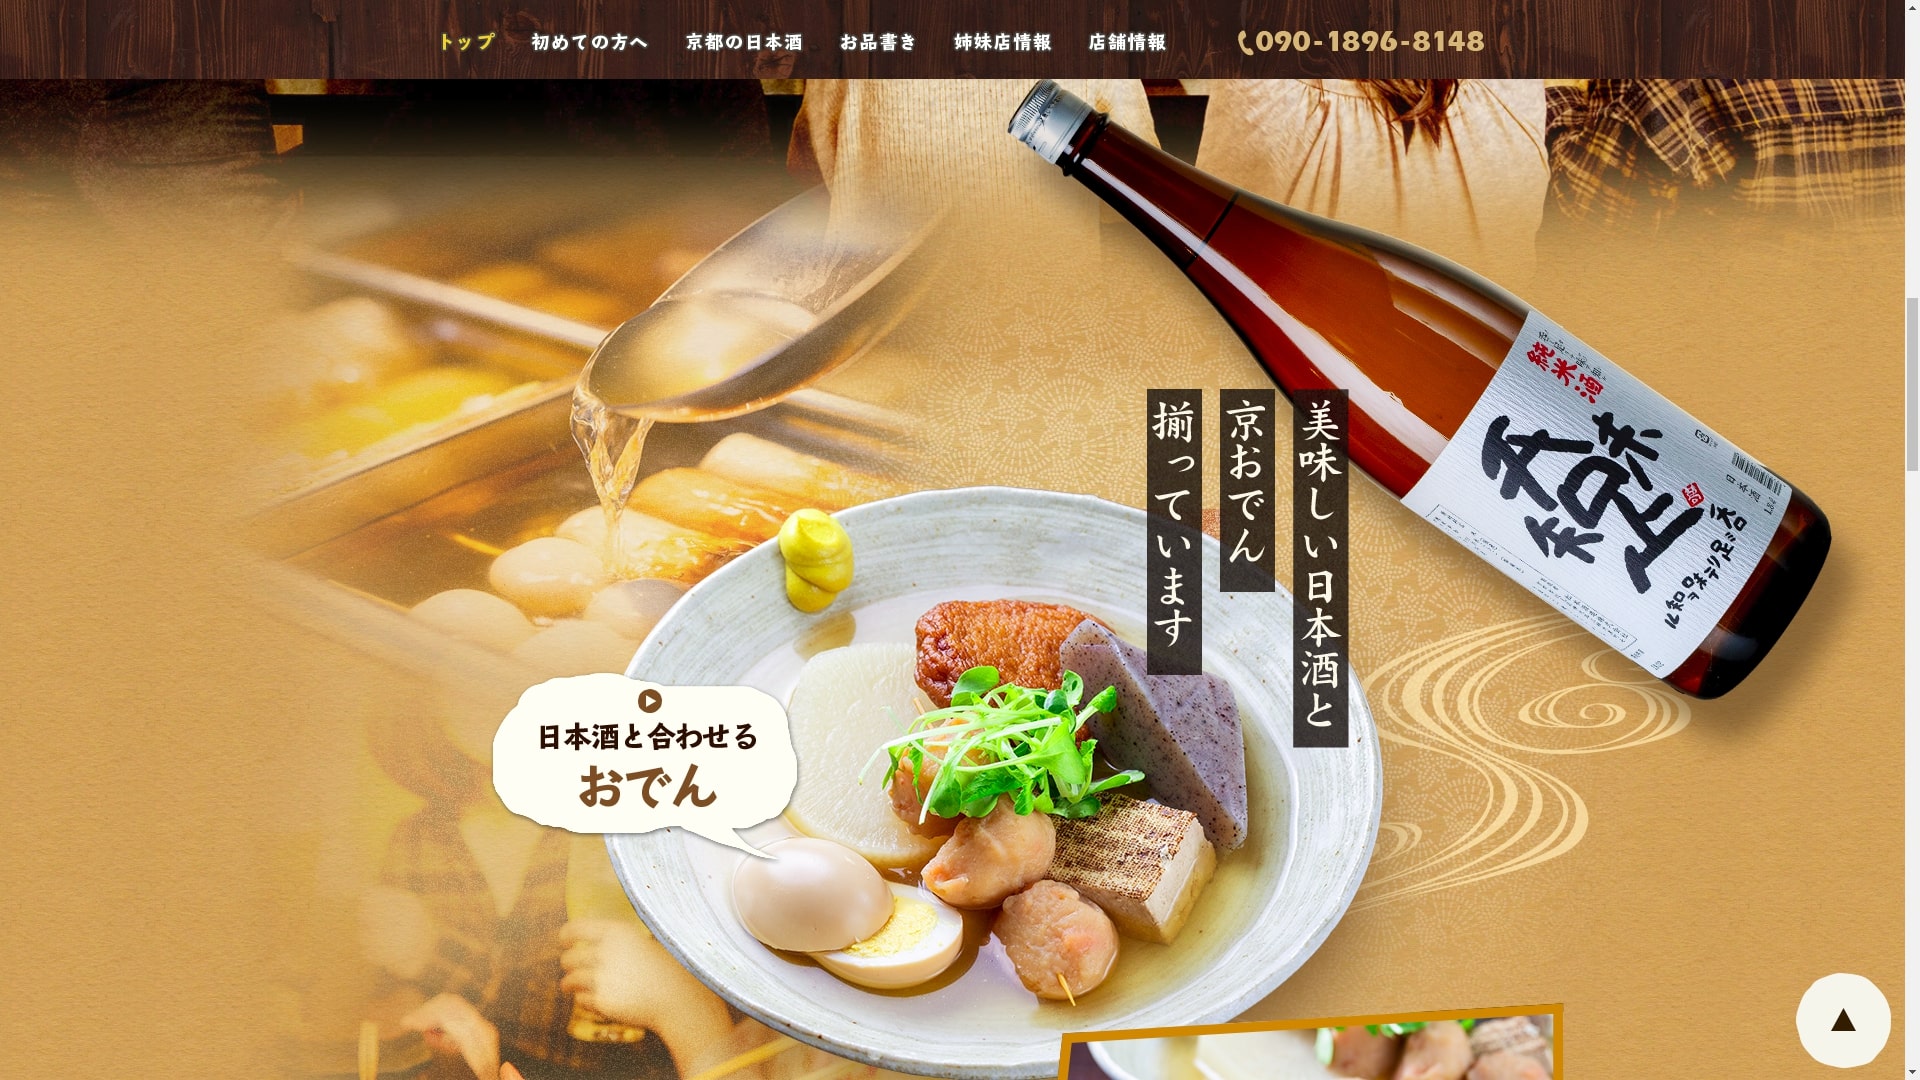 トップ
初めての方へ
京都の日本酒
お品書き
姉妹店情報
店舗情報
090-1896-8148
美味しい日本酒と
京おでん
揃っています
純米酒
日本酒
日本酒と合わせる
おでん
▲